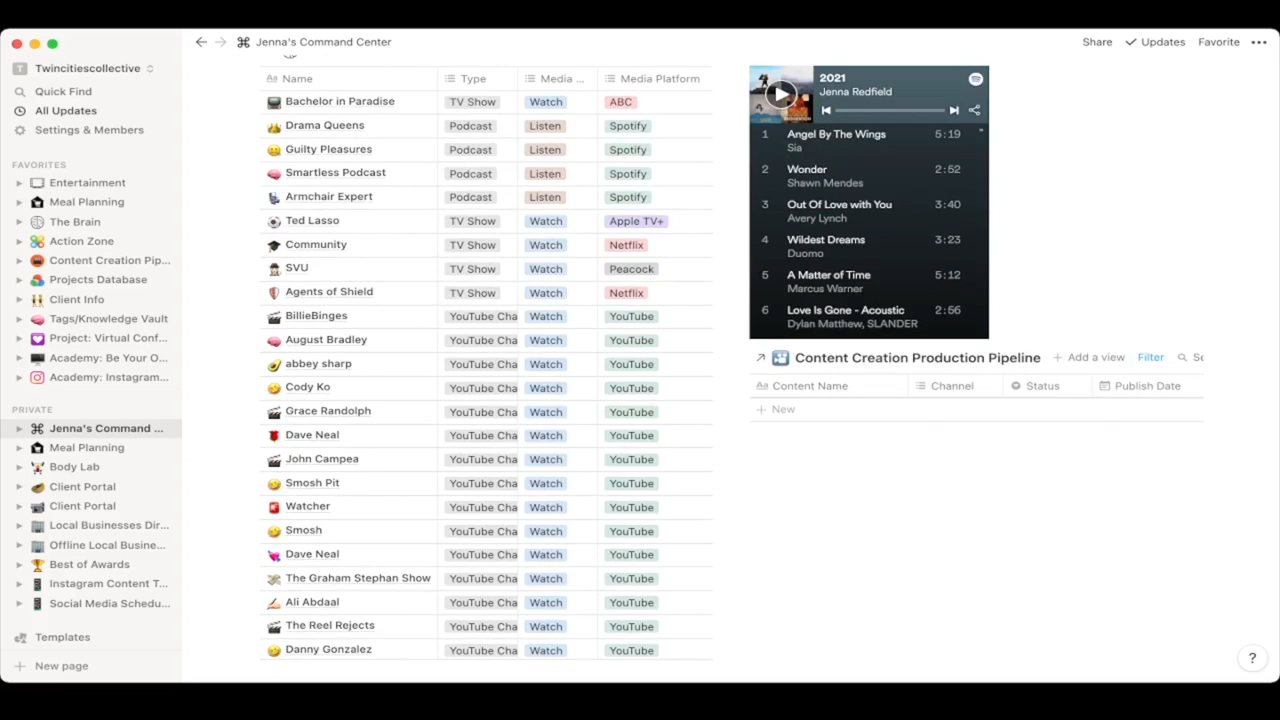 Jenna's Command Center
Share
Updates
Favorite
T
Twincitiescollective
Quick Find
All Updates
Settings & Members
FAVORITES
Entertainment
Meal Planning
The Brain
Action Zone
Content Creation Pip...
Projects Database
Client Info
Tags/Knowledge Vault
Project: Virtual Conf...
Academy: Be Your O...
Academy: Instagram...
PRIVATE
Jenna's Command ...
Meal Planning
Body Lab
Client Portal
Client Portal
Local Businesses Dir...
Offline Local Busine...
Best of Awards
Instagram Content T...
Social Media Schedu...
Templates
New page
Aa Name Type Media ... Media Platform
Bachelor in Paradise TV Show Watch ABC
Drama Queens Podcast Listen Spotify
Guilty Pleasures Podcast Listen Spotify
Smartless Podcast Podcast Listen Spotify
Armchair Expert Podcast Listen Spotify
Ted Lasso TV Show Watch Apple TV+
Community TV Show Watch Netflix
SVU TV Show Watch Peacock
Agents of Shield TV Show Watch Netflix
BillieBinges YouTube Cha Watch YouTube
August Bradley YouTube Cha Watch YouTube
abbey sharp YouTube Cha Watch YouTube
Cody Ko YouTube Cha Watch YouTube
Grace Randolph YouTube Cha Watch YouTube
Dave Neal YouTube Cha Watch YouTube
John Campea YouTube Cha Watch YouTube
Smosh Pit YouTube Cha Watch YouTube
Watcher YouTube Cha Watch YouTube
Smosh YouTube Cha Watch YouTube
Dave Neal YouTube Cha Watch YouTube
The Graham Stephan Show YouTube Cha Watch YouTube
Ali Abdaal YouTube Cha Watch YouTube
The Reel Rejects YouTube Cha Watch YouTube
Danny Gonzalez YouTube Cha Watch YouTube
2021
Jenna Redfield
1 Angel By The Wings 5:19
Sia
2 Wonder 2:52
Shawn Mendes
3 Out Of Love with You 3:40
Avery Lynch
4 Wildest Dreams 3:23
Duomo
5 A Matter of Time 5:12
Marcus Warner
6 Love Is Gone - Acoustic 2:56
Dylan Matthew, SLANDER
Content Creation Production Pipeline + Add a view Filter Se
Aa Content Name Channel Status Publish Date
+ New
?